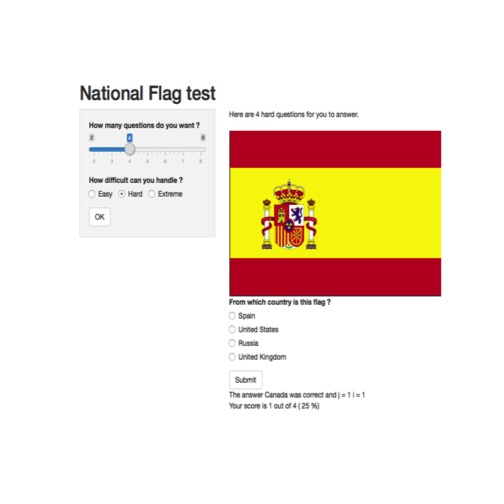 National Flag test
How many questions do you want ?
2 4 8
2 3 4 5 6 7 8
How difficult can you handle ?
Easy Hard Extreme
OK
Here are 4 hard questions for you to answer.
From which country is this flag ?
Spain
United States
Russia
United Kingdom
Submit
The answer Canada was correct and j = 1 i = 1
Your score is 1 out of 4 ( 25 %)